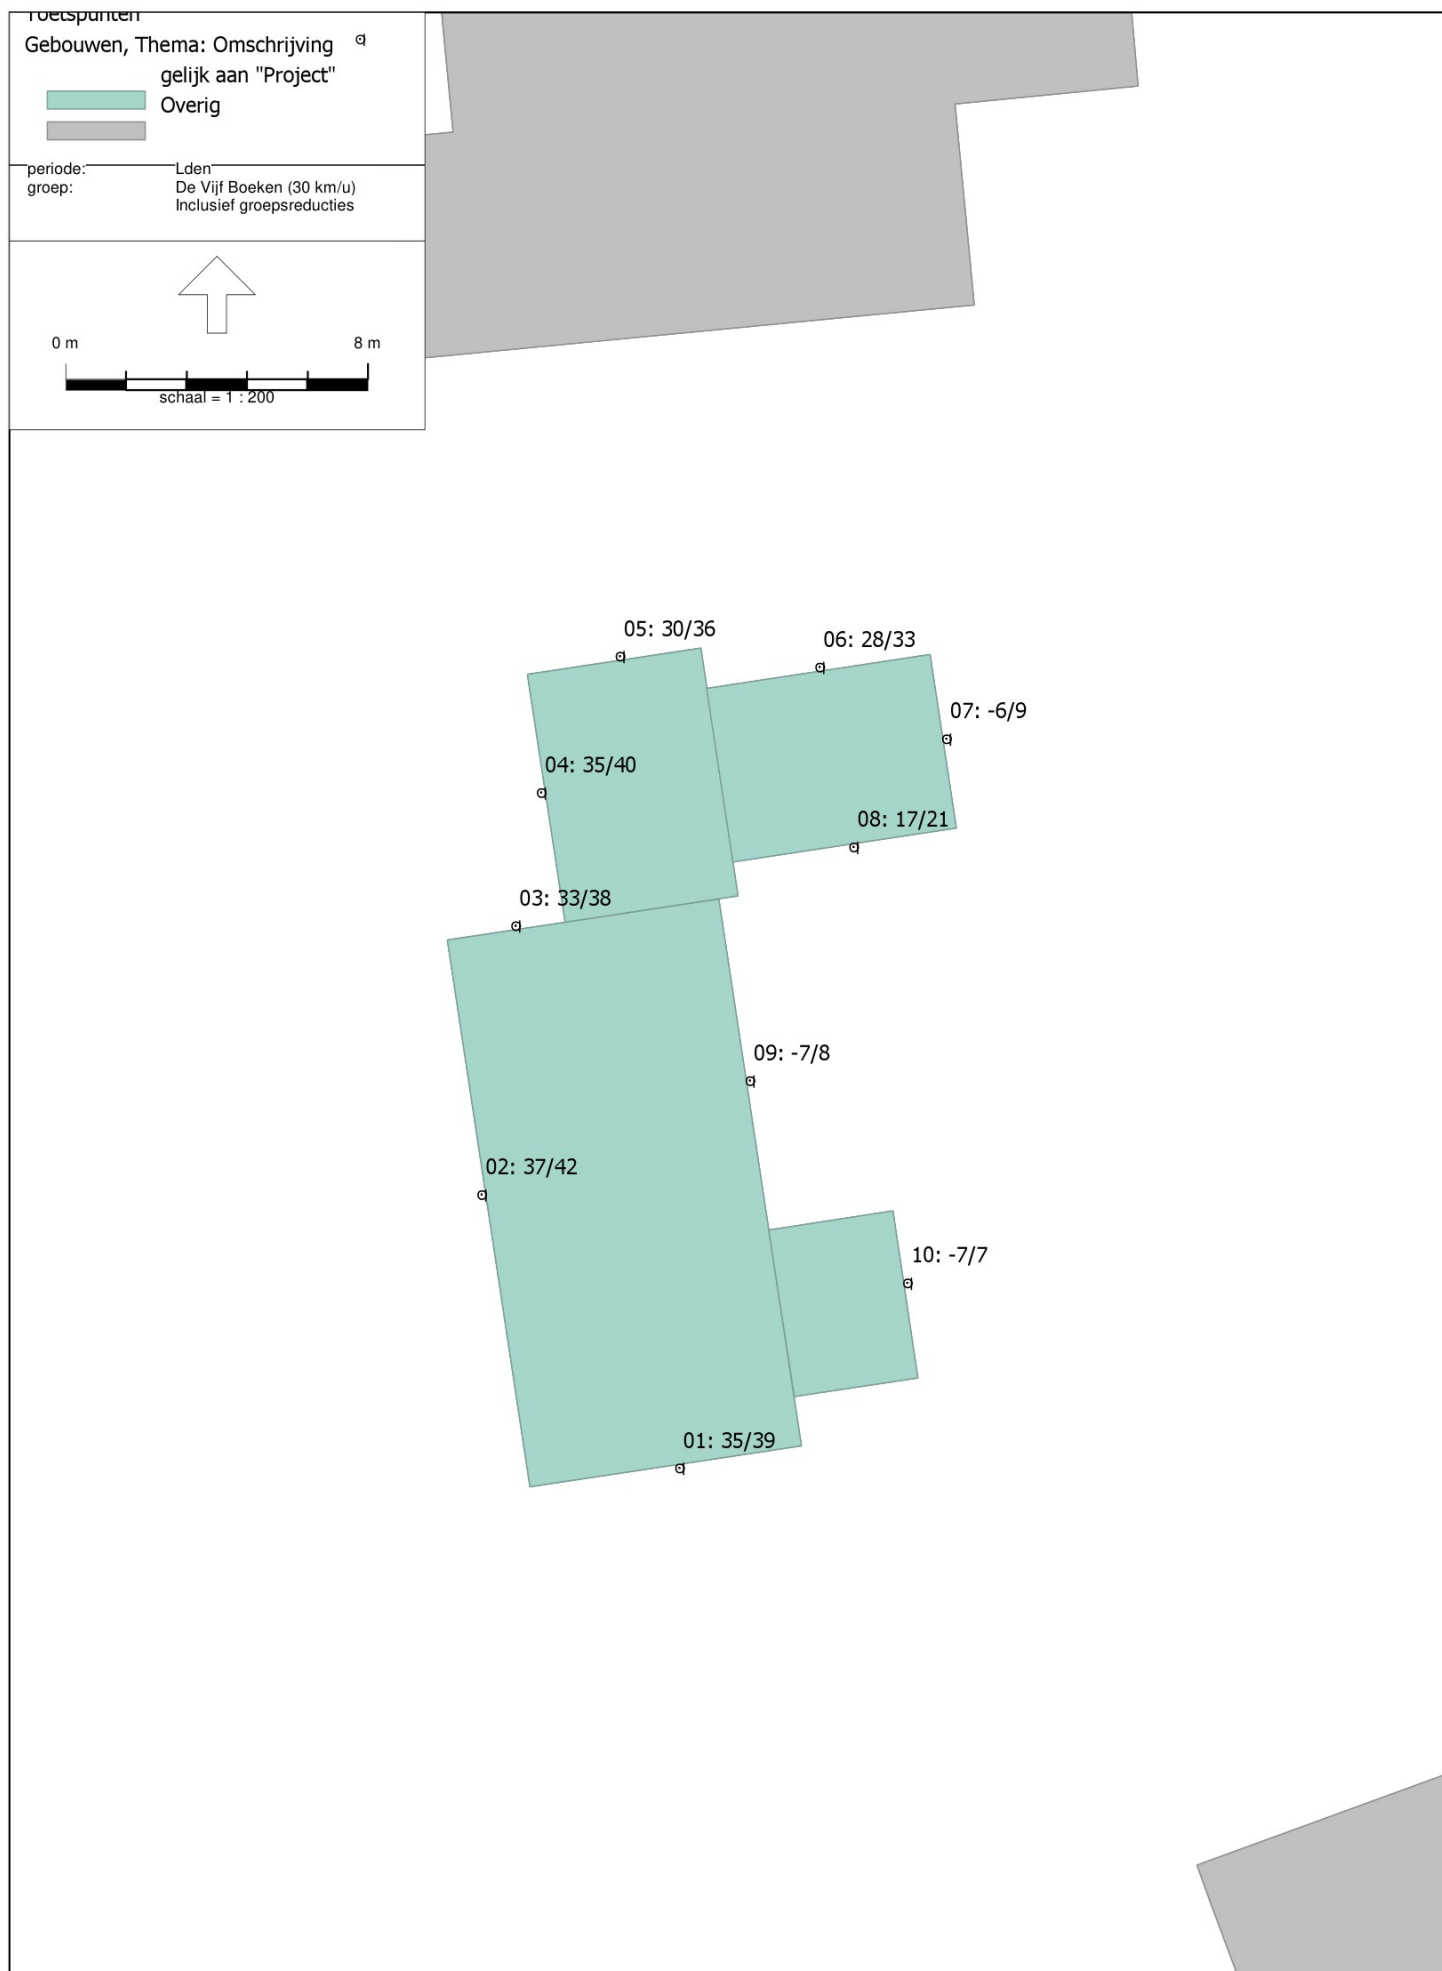 Toetspunten
Gebouwen, Thema: Omschrijving
gelijk aan "Project"
Overig
periode: Lden
groep: De Vijf Boeken (30 km/u)
Inclusief groepsreducties
0 m 8 m
schaal = 1 : 200
05: 30/36
06: 28/33
07: -6/9
04: 35/40
08: 17/21
03: 33/38
09: -7/8
02: 37/42
10: -7/7
01: 35/39